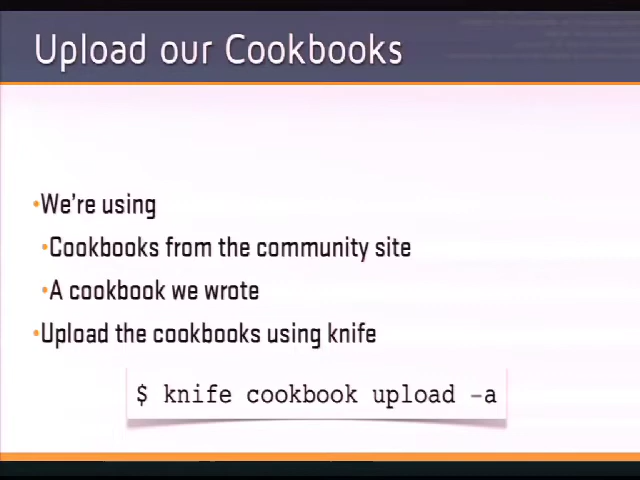 Upload our Cookbooks
•We're using
•Cookbooks from the community site
•A cookbook we wrote
•Upload the cookbooks using knife
$ knife cookbook upload -a